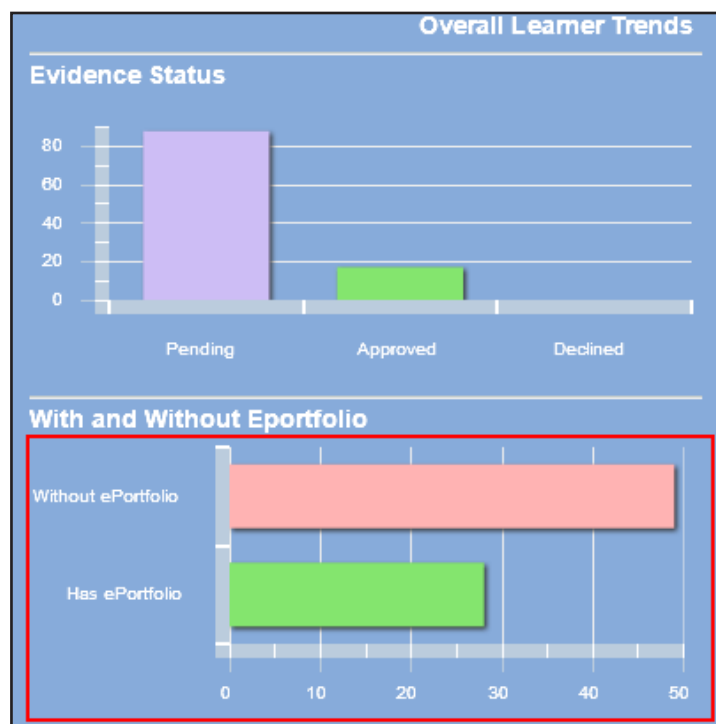 Overall Learner Trends
Evidence Status
80
60
40
20
0
Pending Approved Declined
With and Without Eportfolio
Without ePortfolio
Has ePortfolio
0 10 20 30 40 50